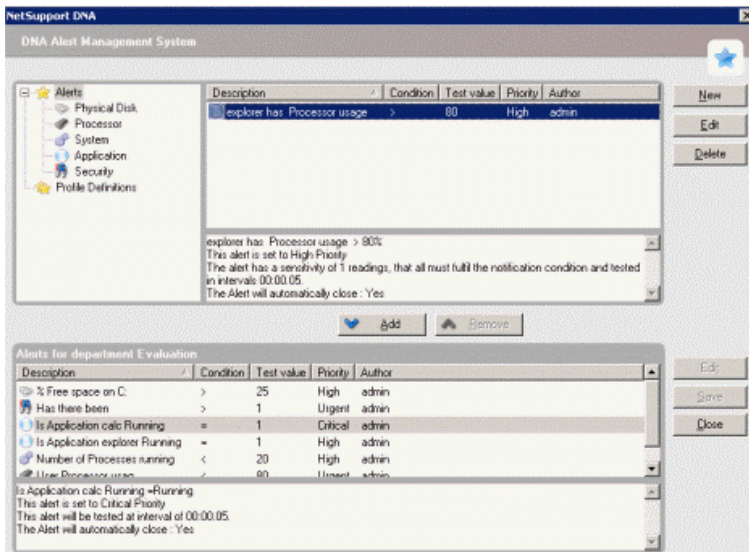 NetSupport DNA
DNA Alert Management System
Alerts
Physical Disk
Processor
System
Application
Security
Profile Definitions
Description Condition Test value Priority Author
explorer has Processor usage > 80 High admin
New
Edit
Delete
explorer has Processor usage > 80%
This alert is set to High Priority
The alert has a sensitivity of 1 readings, that all must fulfil the notification condition and tested
in intervals 00:00:05.
The Alert will automatically close : Yes
Add Remove
Alerts for department Evaluation
Description Condition Test value Priority Author
% Free space on C: > 25 High admin
Has there been > 1 Urgent admin
Is Application calc Running = 1 Critical admin
Is Application explorer Running = 1 High admin
Number of Processes running < 20 High admin
User Processor usag < 80 Urgent admin
Edit
Save
Close
Is Application calc Running =Running
This alert is set to Critical Priority
This alert will be tested at interval of 00:00:05.
The Alert will automatically close : Yes